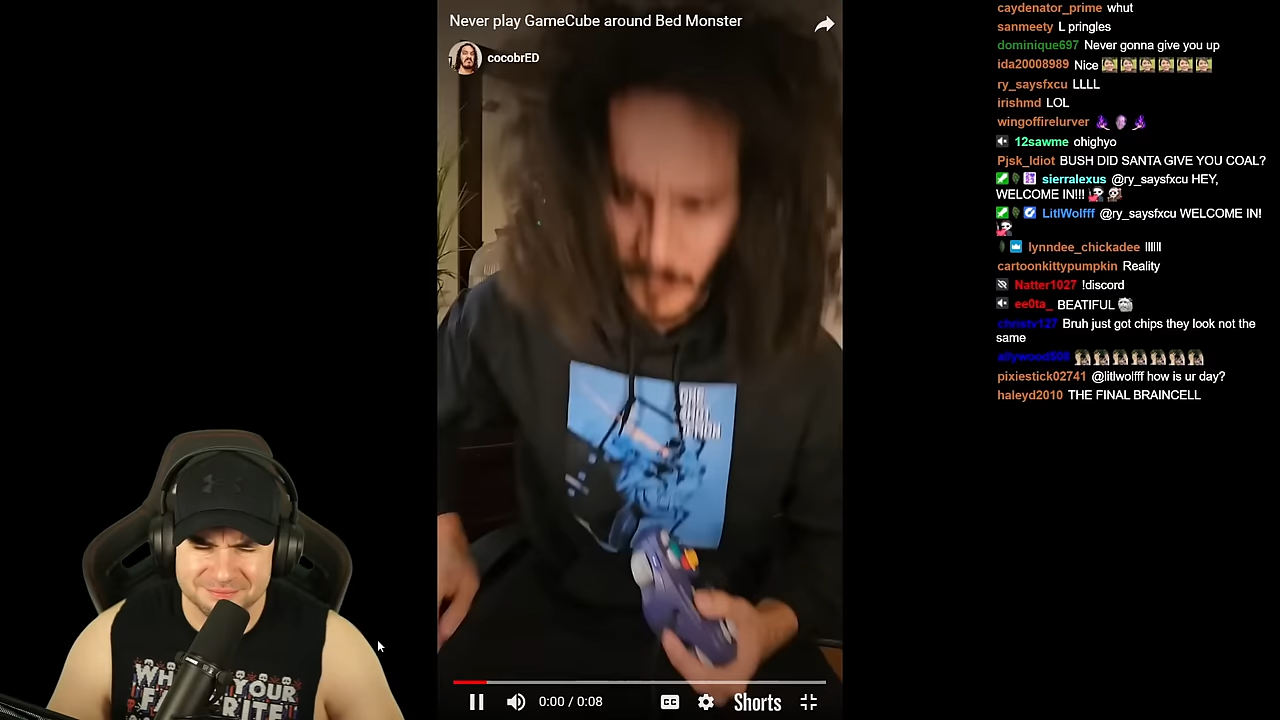 Never play GameCube around Bed Monster
cocobrED
0:00 / 0:08
CC
Shorts
YOUR
caydenator_prime whut
sanmeety L pringles
dominique697 Never gonna give you up
ida20008989 Nice
ry_saysfxcu LLLL
irishmd LOL
wingoffirelurver
12sawme ohighyo
Pjsk_Idiot BUSH DID SANTA GIVE YOU COAL?
sierralexus @ry_saysfxcu HEY,
WELCOME IN!!!
LitlWolfff @ry_saysfxcu WELCOME IN!
lynndee_chickadee llllll
cartoonkittypumpkin Reality
Natter1027 !discord
ee0ta_ BEATIFUL
Bruh just got chips they look not the
same
pixiestick02741 @litlwolfff how is ur day?
haleyd2010 THE FINAL BRAINCELL